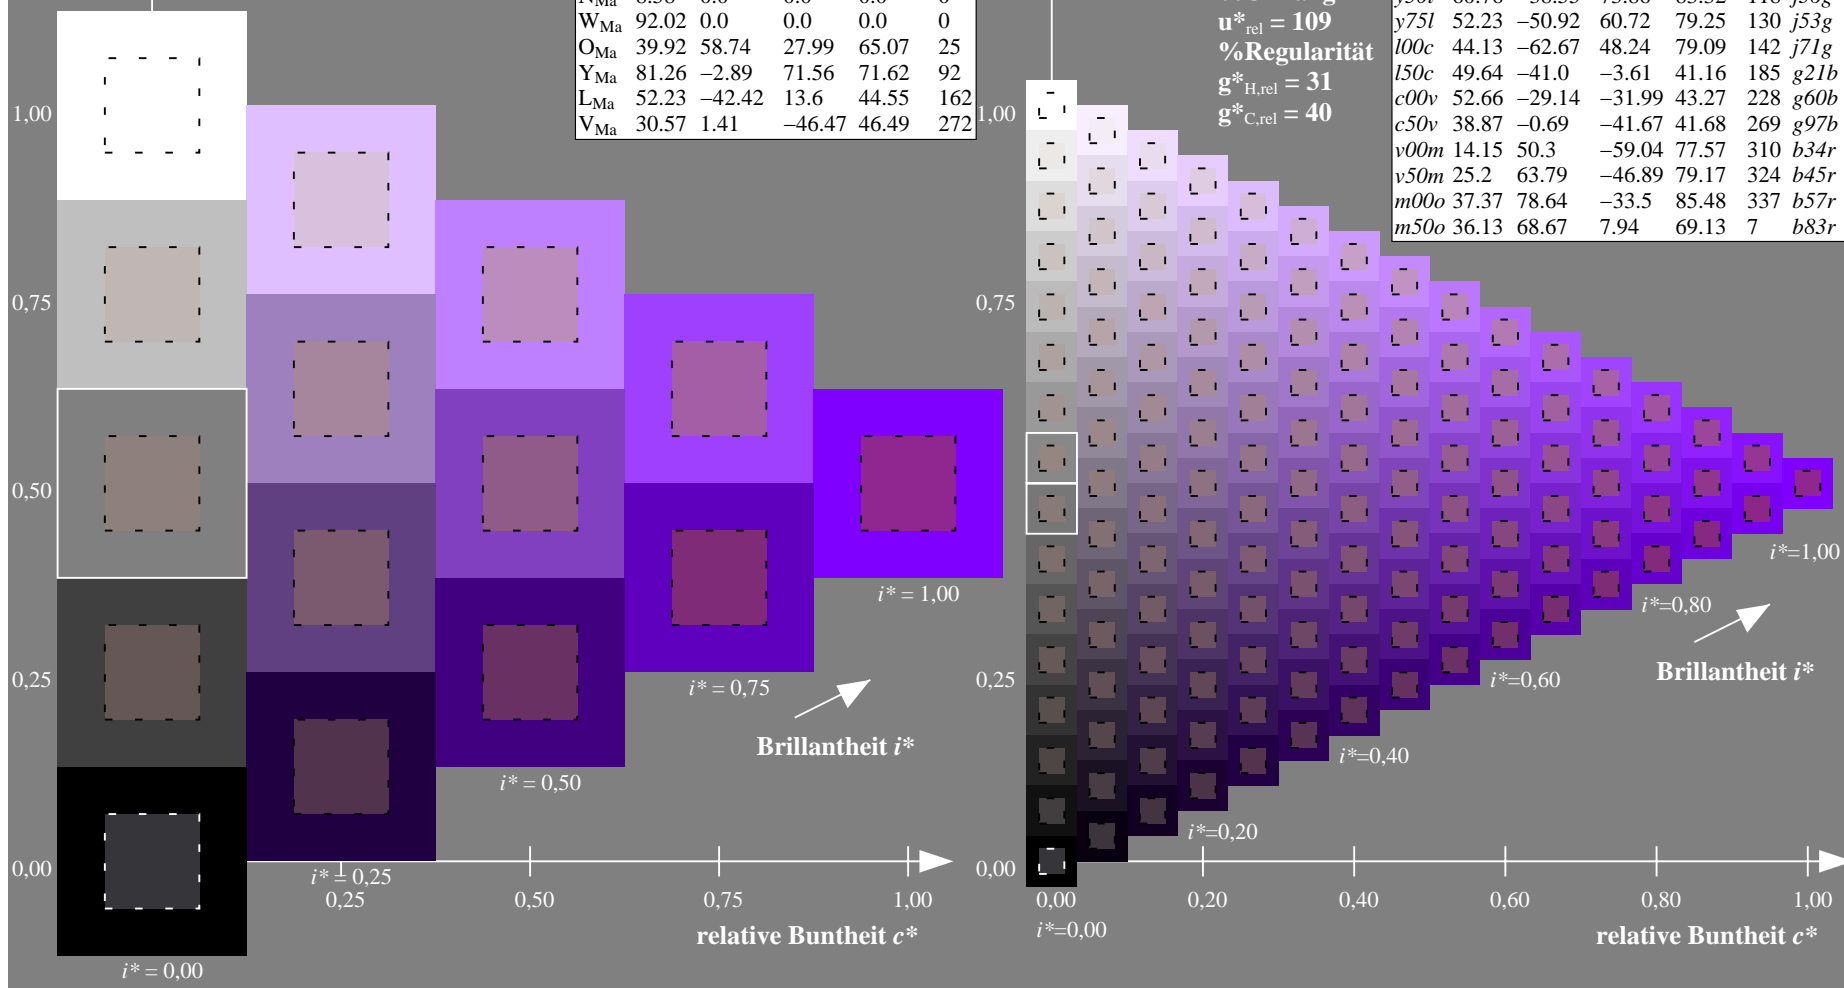 W Ma 92.02 0.0 0.0 0.0 0
O Ma 39.92 58.74 27.99 65.07 25
Y Ma 81.26 −2.89 71.56 71.62 92
L Ma 52.23 −42.42 13.6 44.55 162
V Ma 30.57 1.41 −46.47 46.49 272
1,00
0,75
0,50
0,25
0,00
i* = 1,00
i* = 0,75
Brillantheit i*
i* = 0,50
i* = 0,25
0,25 0,50 0,75 1,00
relative Buntheit c*
i* = 0,00
u*rel = 109
%Regularität
g*H,rel = 31
g*C,rel = 40
y75l 52.23 −50.92 60.72 79.25 130 j53g
l00c 44.13 −62.67 48.24 79.09 142 j71g
l50c 49.64 −41.0 −3.61 41.16 185 g21b
c00v 52.66 −29.14 −31.99 43.27 228 g60b
c50v 38.87 −0.69 −41.67 41.68 269 g97b
v00m 14.15 50.3 −59.04 77.57 310 b34r
v50m 25.2 63.79 −46.89 79.17 324 b45r
m00o 37.37 78.64 −33.5 85.48 337 b57r
m50o 36.13 68.67 7.94 69.13 7 b83r
1,00
0,75
0,25
0,00
i*=1,00
i*=0,80
Brillantheit i*
i*=0,60
i*=0,40
i*=0,20
0,00 0,20 0,40 0,60 0,80 1,00
i*=0,00
relative Buntheit c*